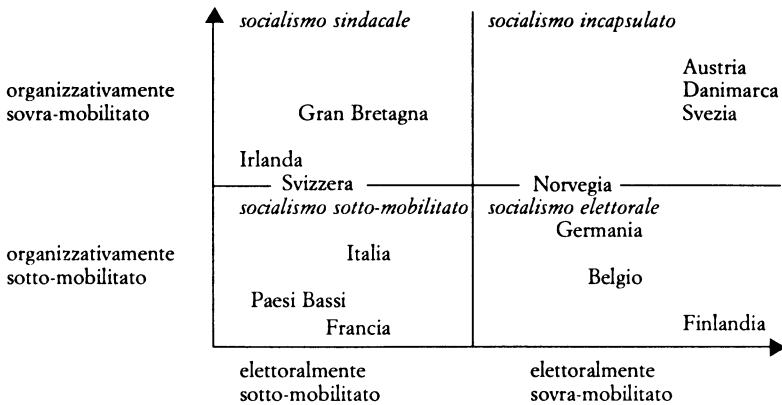 socialismo sindacale
socialismo incapsulato
organizzativamente
sovra-mobilitato
Austria
Danimarca
Svezia
Gran Bretagna
Irlanda
Svizzera
Norvegia
socialismo sotto-mobilitato
socialismo elettorale
Germania
organizzativamente
sotto-mobilitato
Italia
Belgio
Paesi Bassi
Francia
Finlandia
elettoralmente
sotto-mobilitato
elettoralmente
sovra-mobilitato